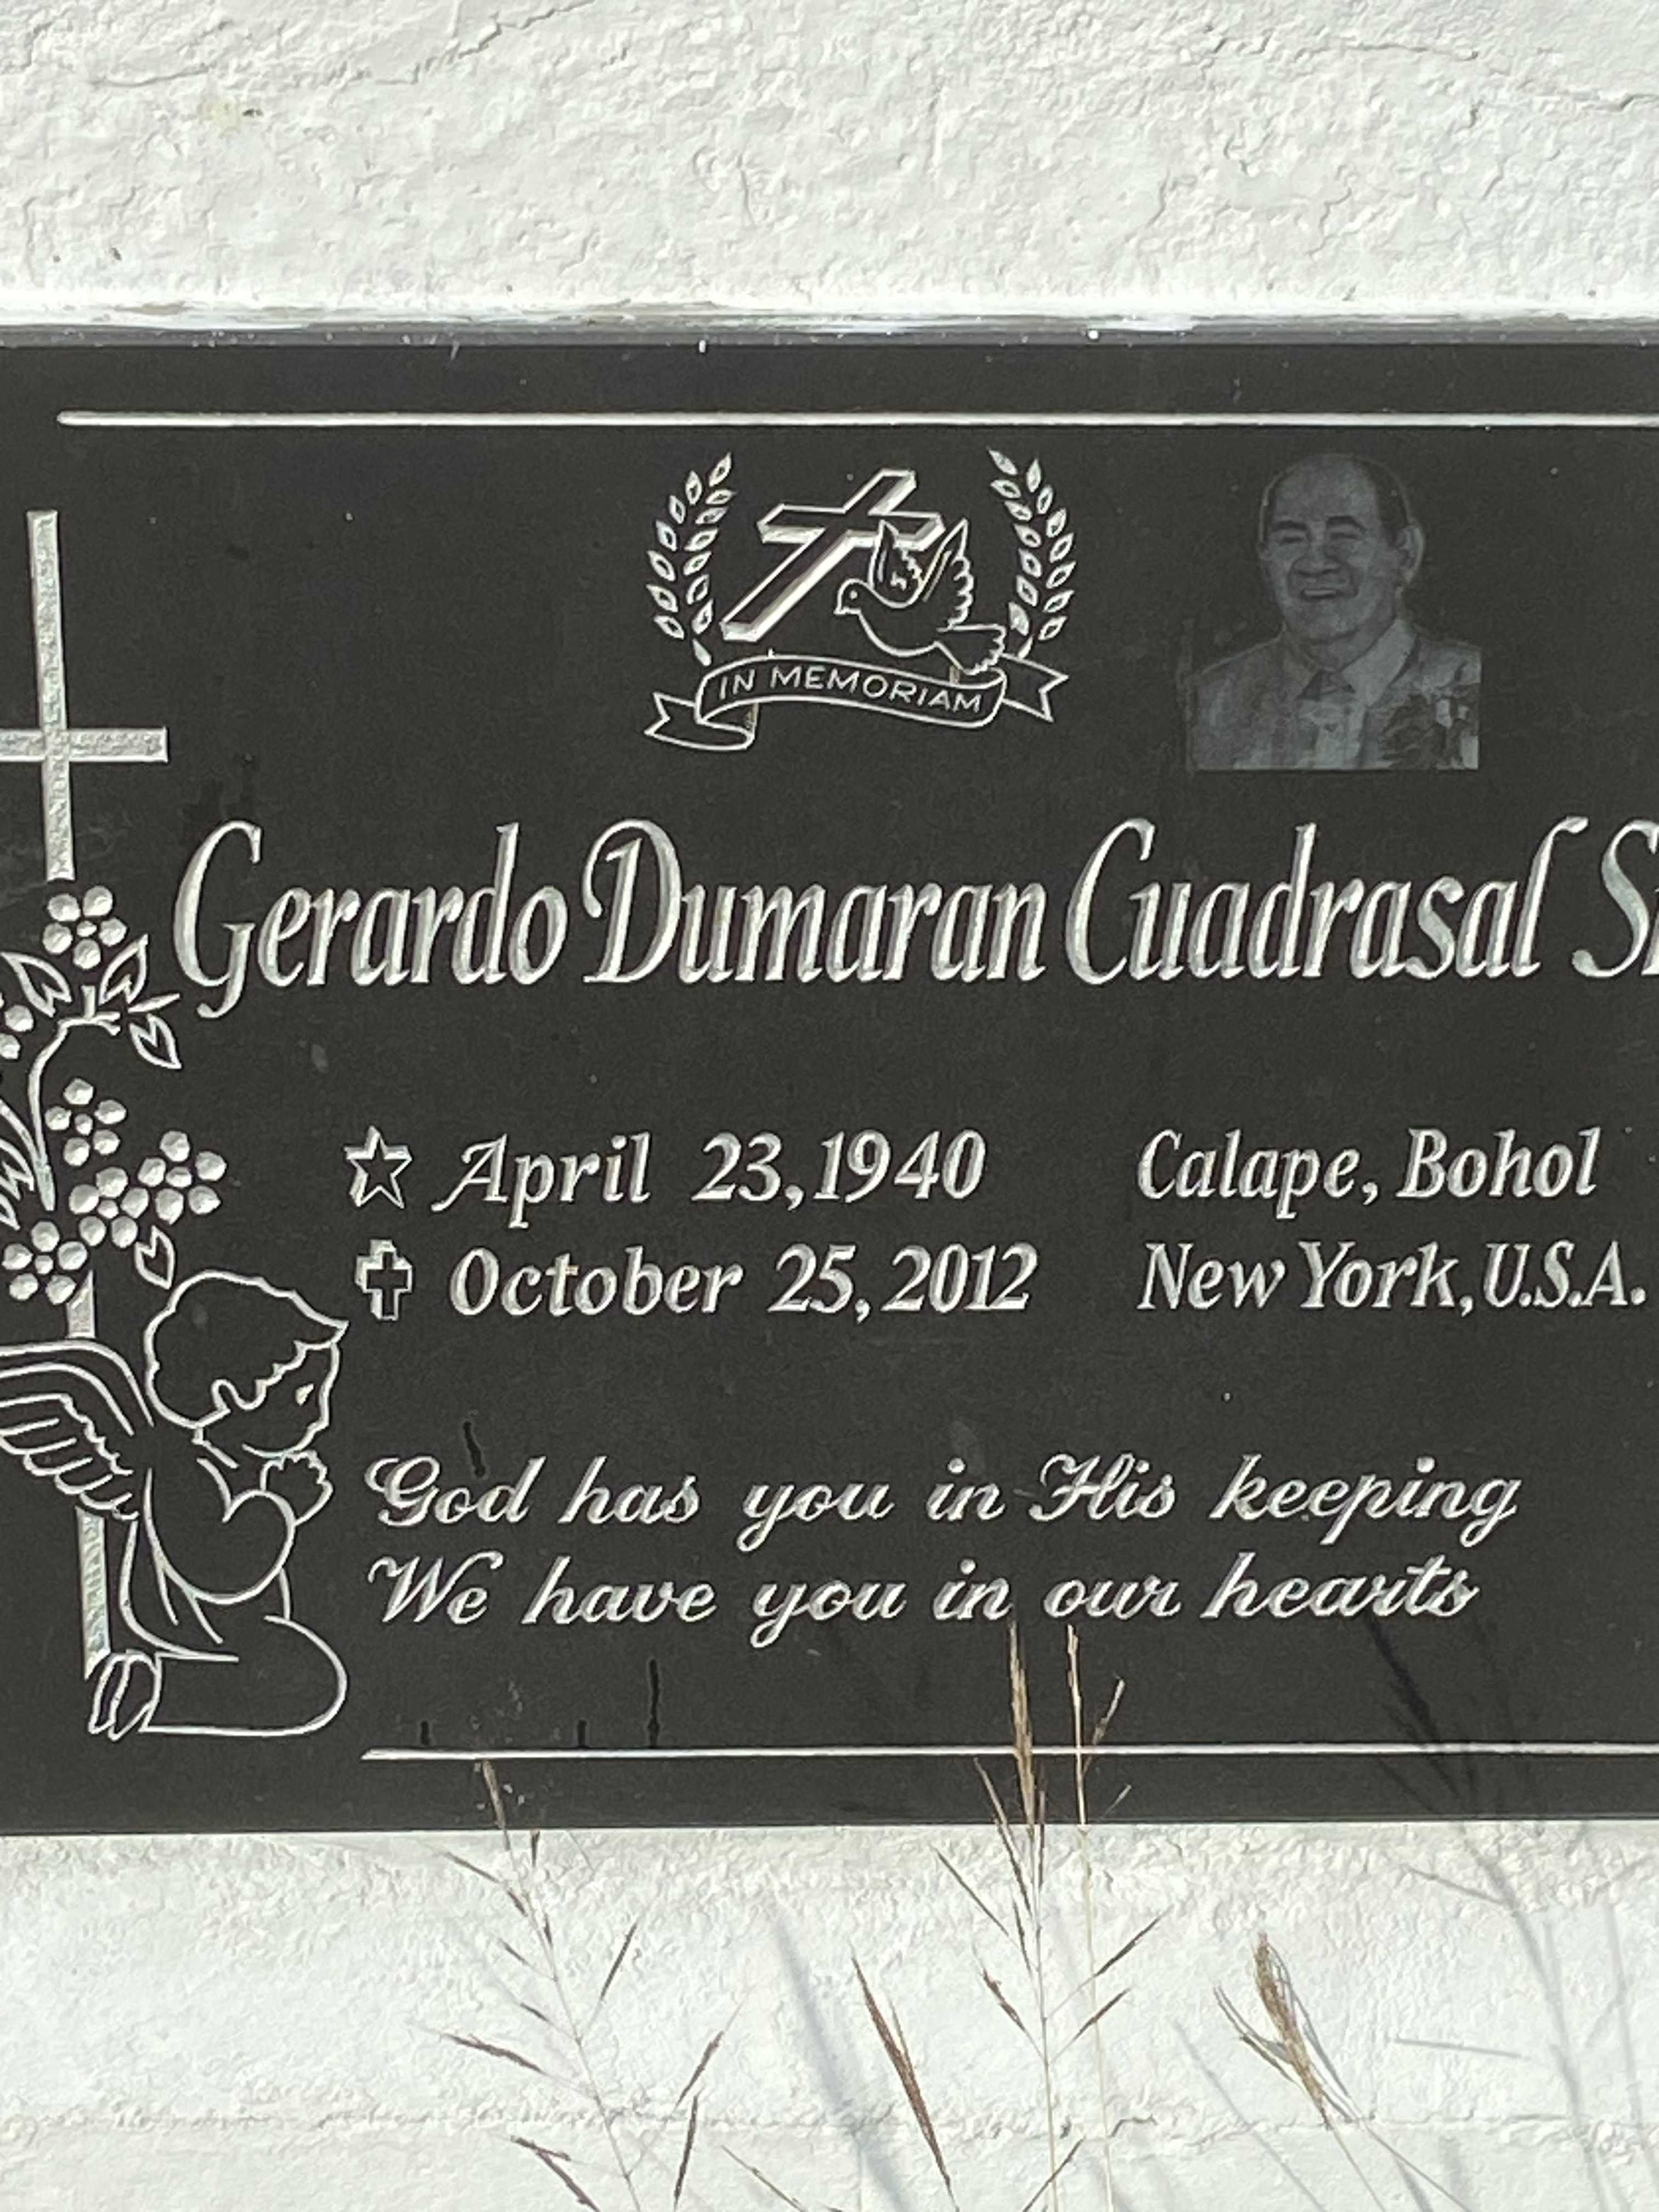 IN MEMORIAM
Gerardo Dumaran Cuadrasal
April 23, 1940 Calape, Bohol
October 25, 2012 New York, U.S.A.
God has you in His keeping
We have you in our hearts